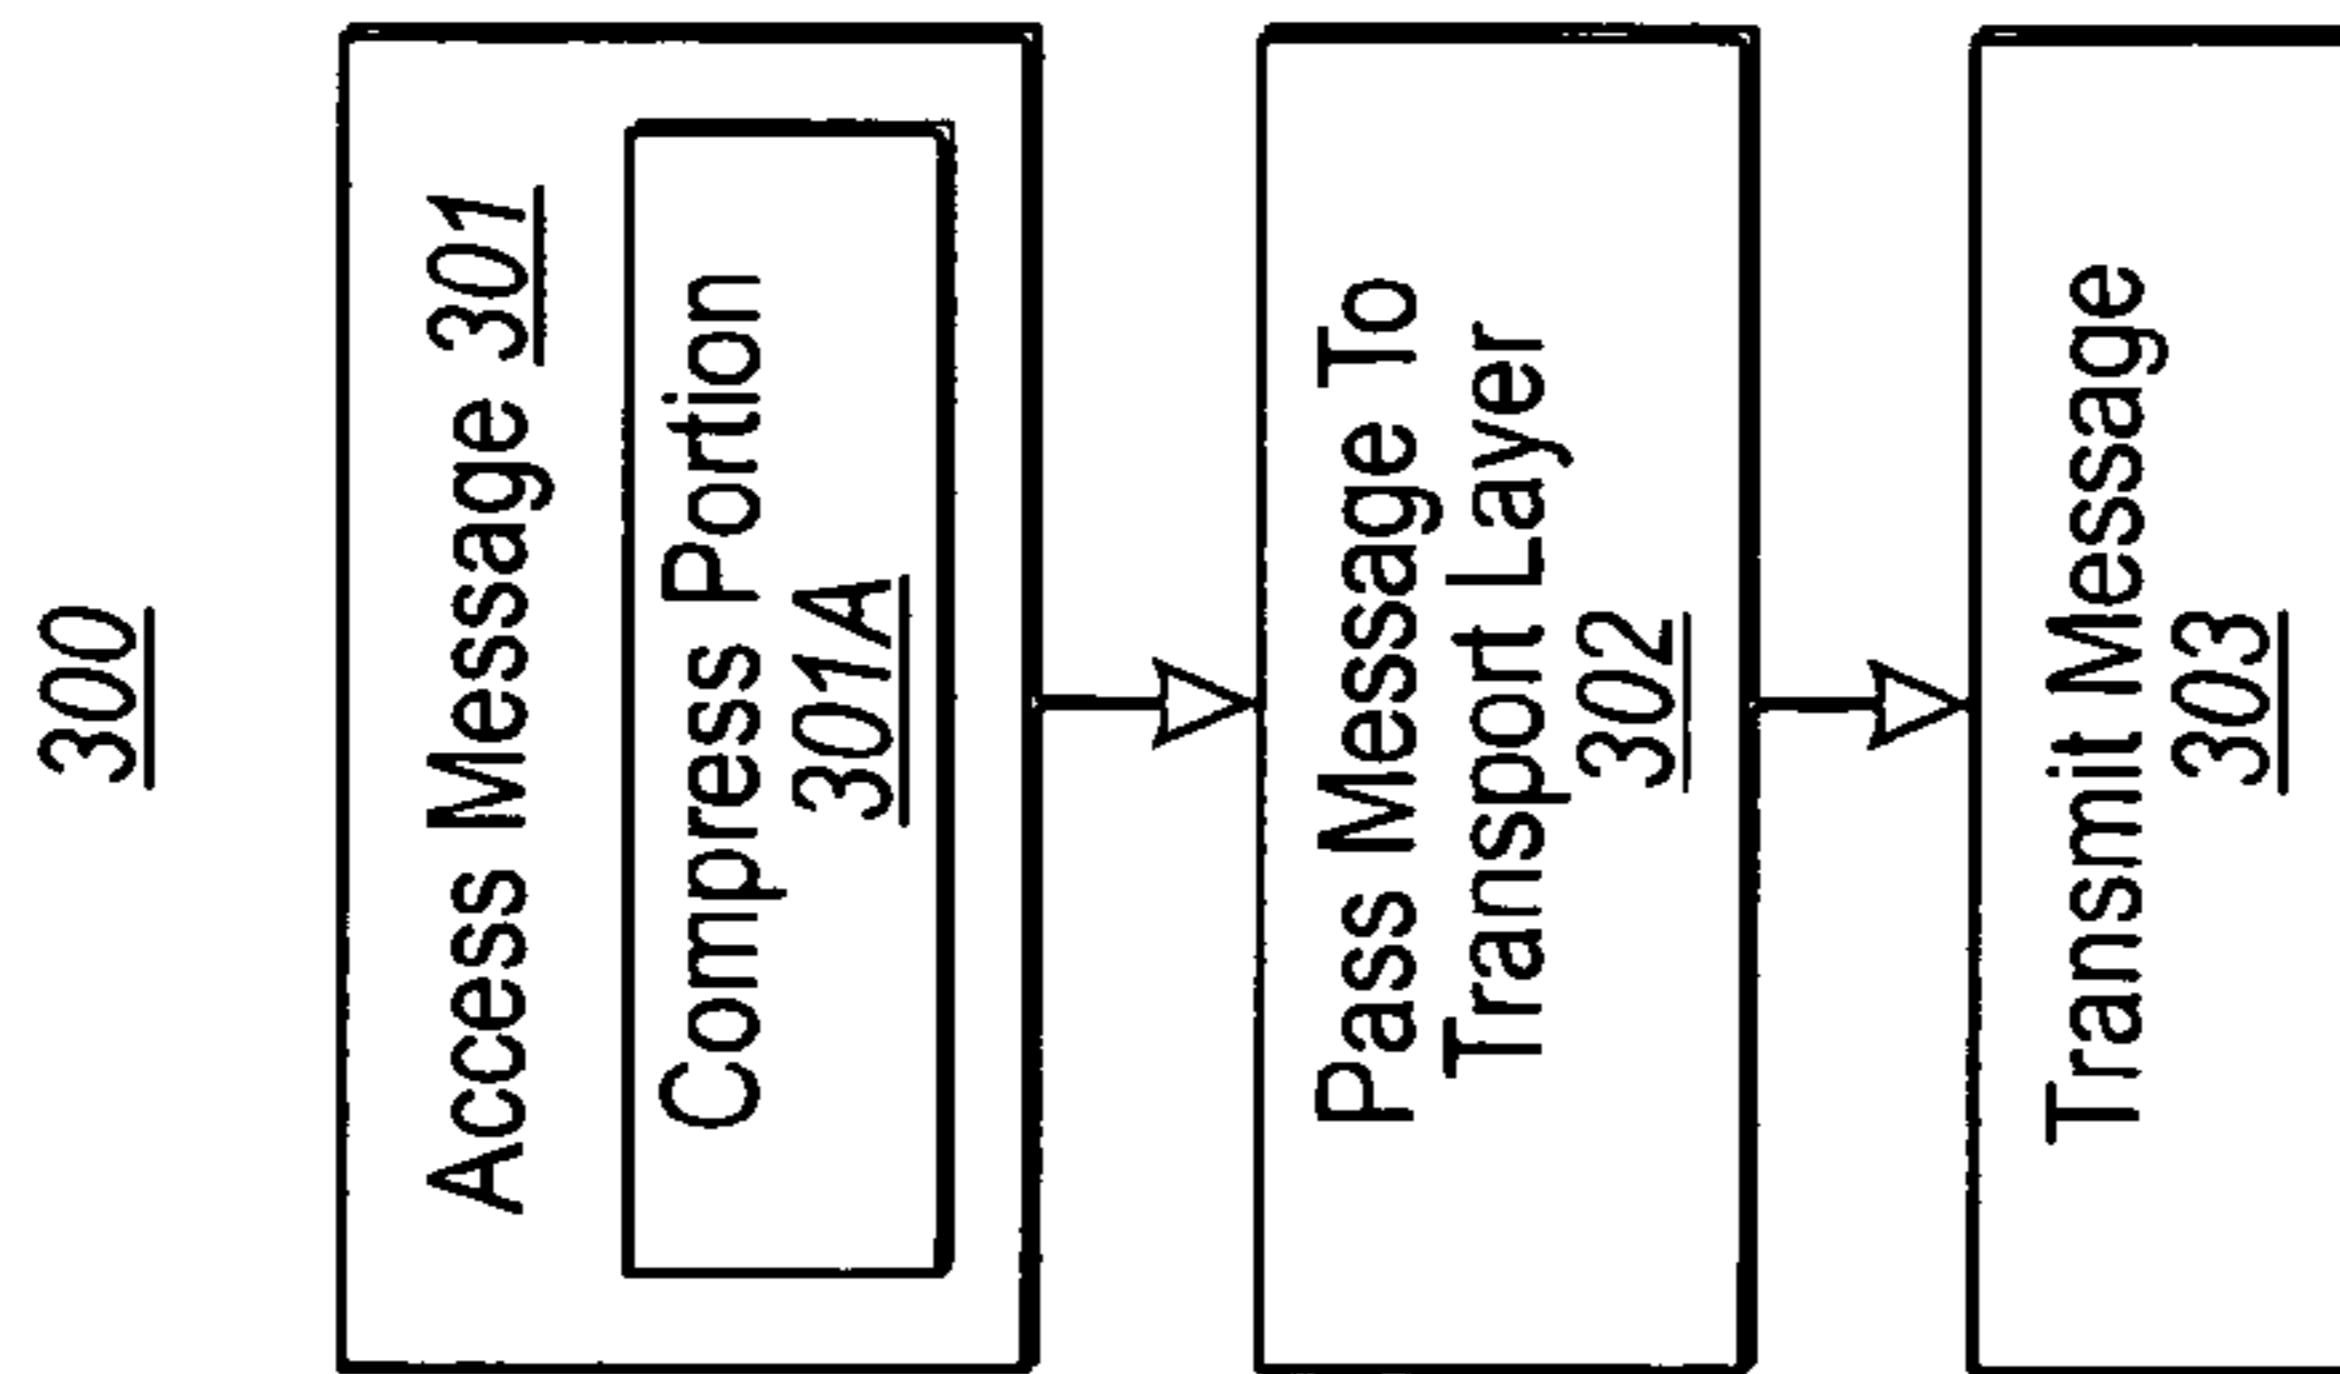 300
Access Message 301
Compress Portion
301A
Pass Message To
Transport Layer
302
Transmit Message
303